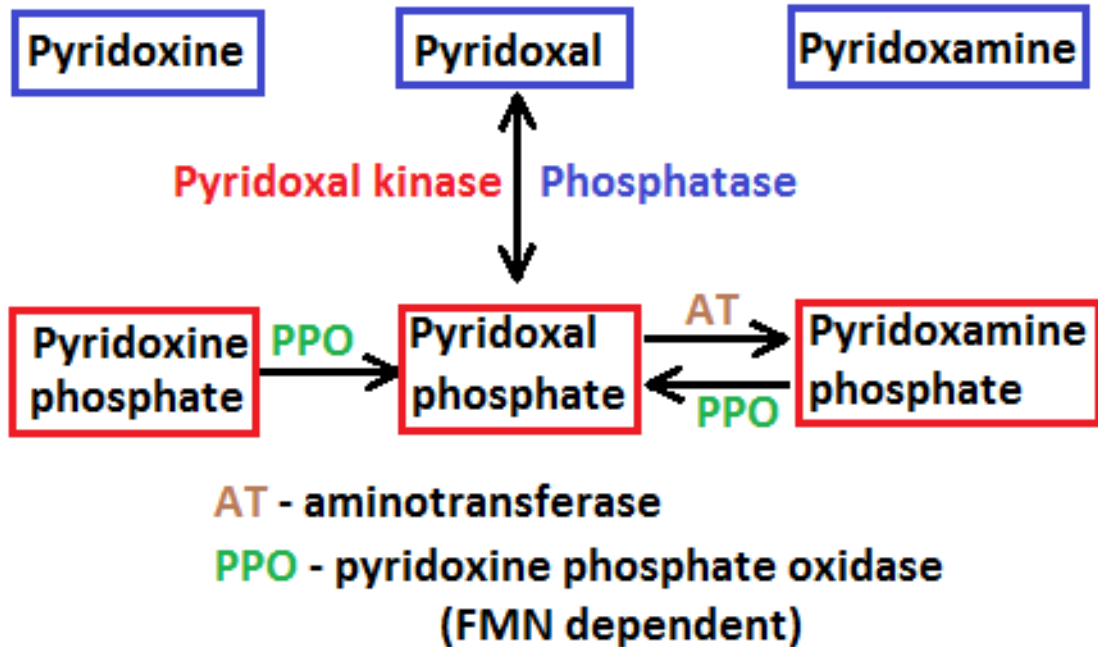 Pyridoxine
Pyridoxal
Pyridoxamine
Pyridoxal kinase
Phosphatase
Pyridoxine
phosphate
PPO
Pyridoxal
phosphate
AT
PPO
Pyridoxamine
phosphate
AT - aminotransferase
PPO - pyridoxine phosphate oxidase
(FMN dependent)